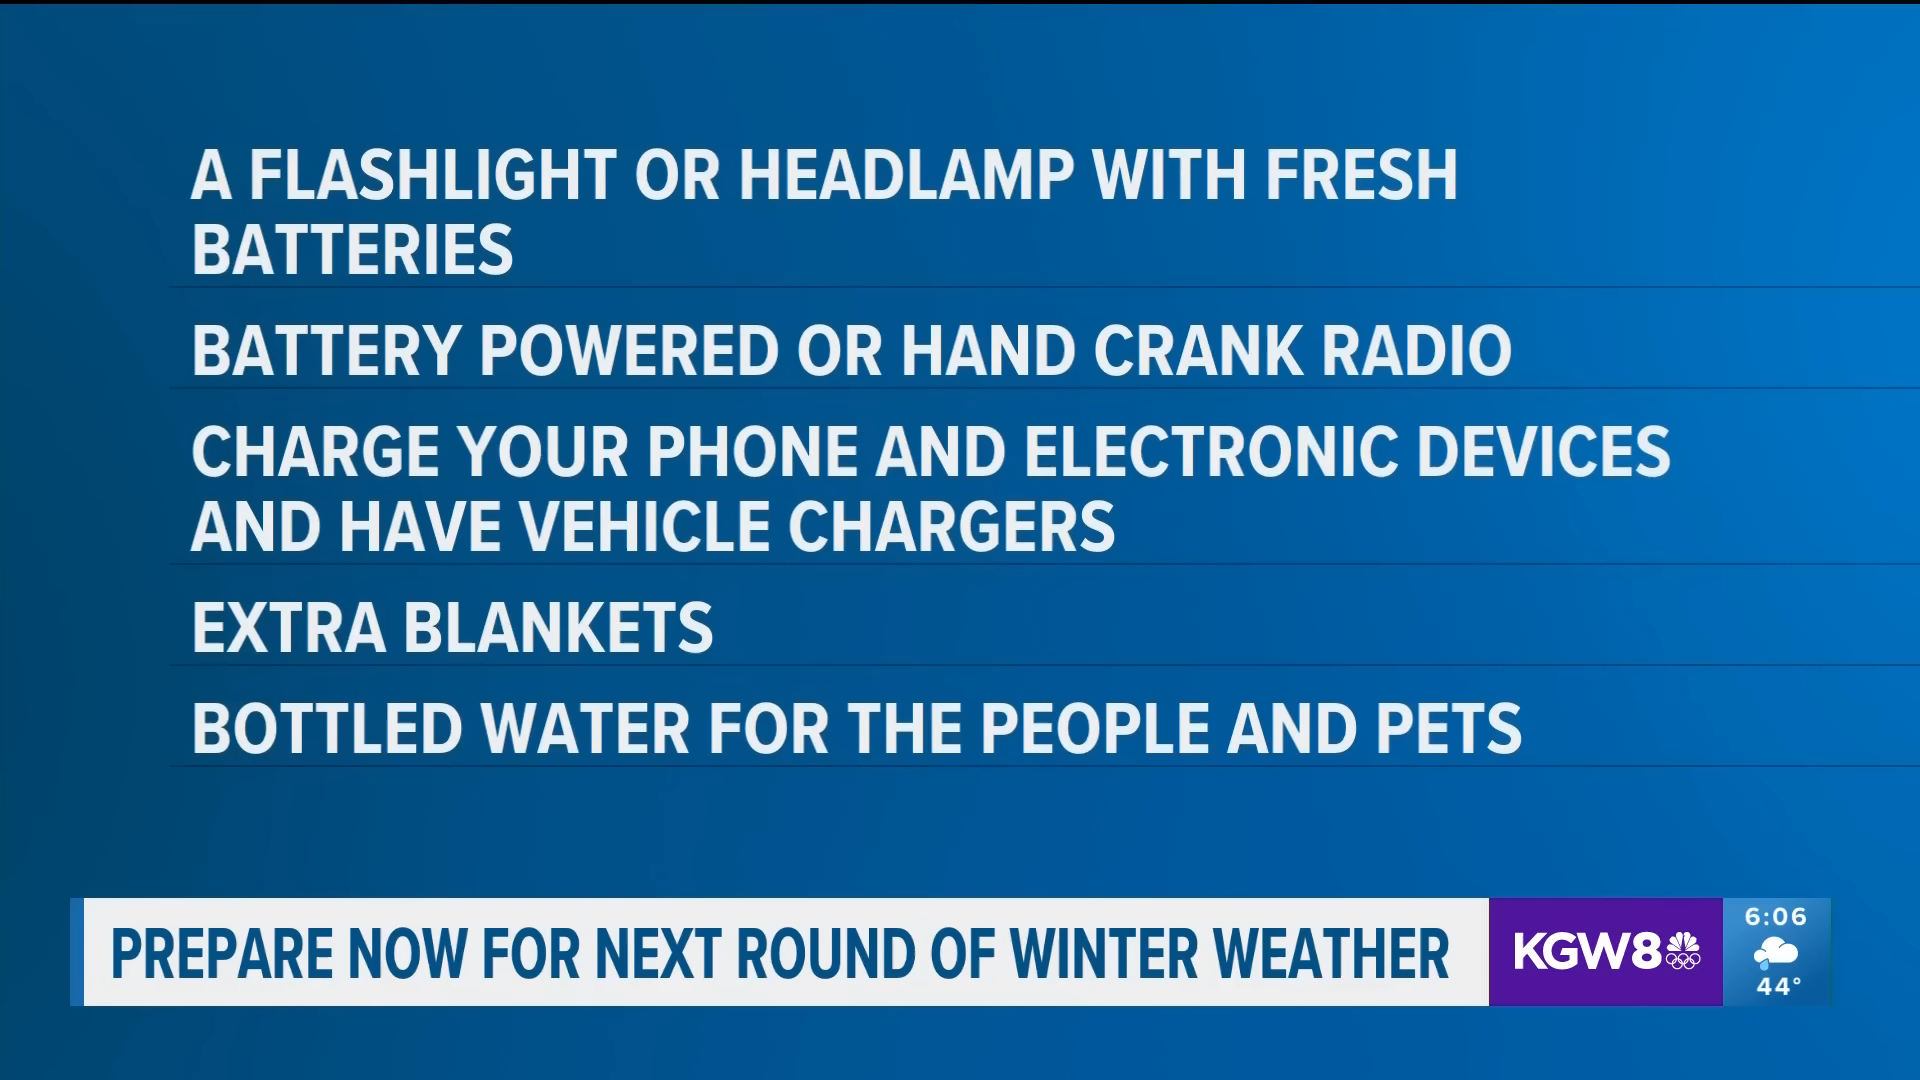 A FLASHLIGHT OR HEADLAMP WITH FRESH
BATTERIES
BATTERY POWERED OR HAND CRANK RADIO
CHARGE YOUR PHONE AND ELECTRONIC DEVICES
AND HAVE VEHICLE CHARGERS
EXTRA BLANKETS
BOTTLED WATER FOR THE PEOPLE AND PETS
PREPARE NOW FOR NEXT ROUND OF WINTER WEATHER
KGW8
6:06
44°